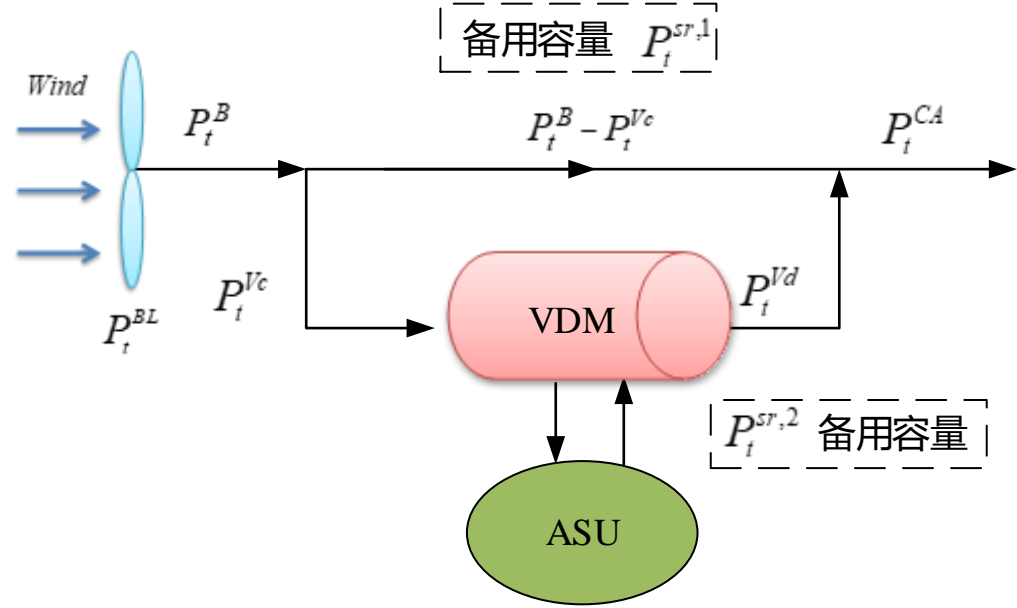 备用容量 P_t^{sr,1}
Wind
P_t^B
P_t^B - P_t^{Vc}
P_t^{CA}
P_t^{Vc}
P_t^{Vd}
P_t^{BL}
VDM
P_t^{sr,2} 备用容量
ASU